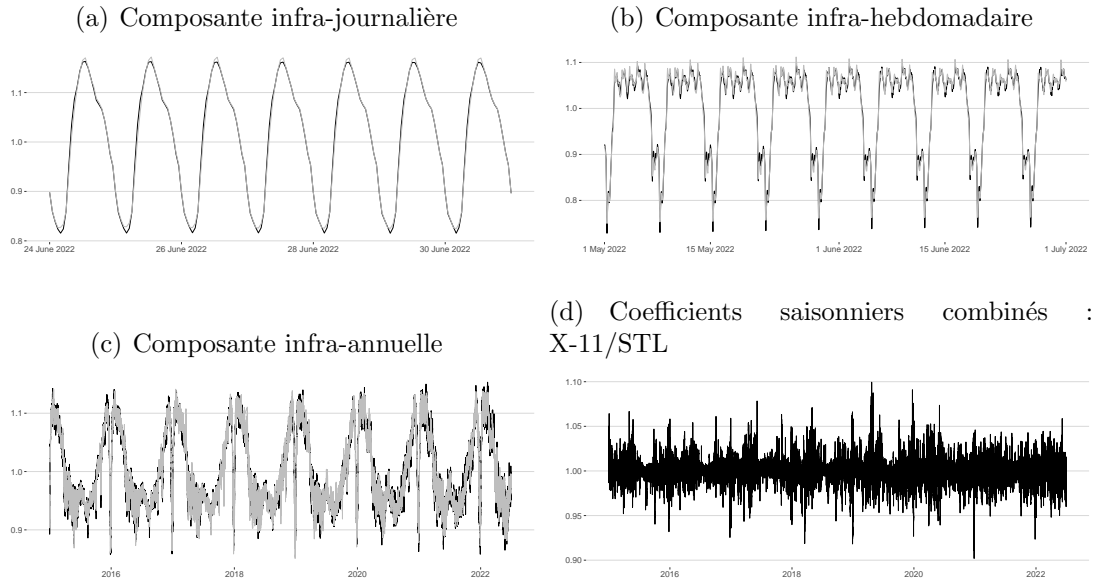 (a) Composante infra-journalière
1.1
1.0
0.9
0.8
24 June 2022 26 June 2022 28 June 2022 30 June 2022
(b) Composante infra-hebdomadaire
1.1
1.0
0.9
0.8
1 May 2022 15 May 2022 1 June 2022 15 June 2022 1 July 2022
(c) Composante infra-annuelle
1.1
1.0
0.9
2016 2018 2020 2022
(d) Coefficients saisonniers combinés :
X-11/STL
1.10
1.05
1.00
0.95
0.90
2016 2018 2020 2022